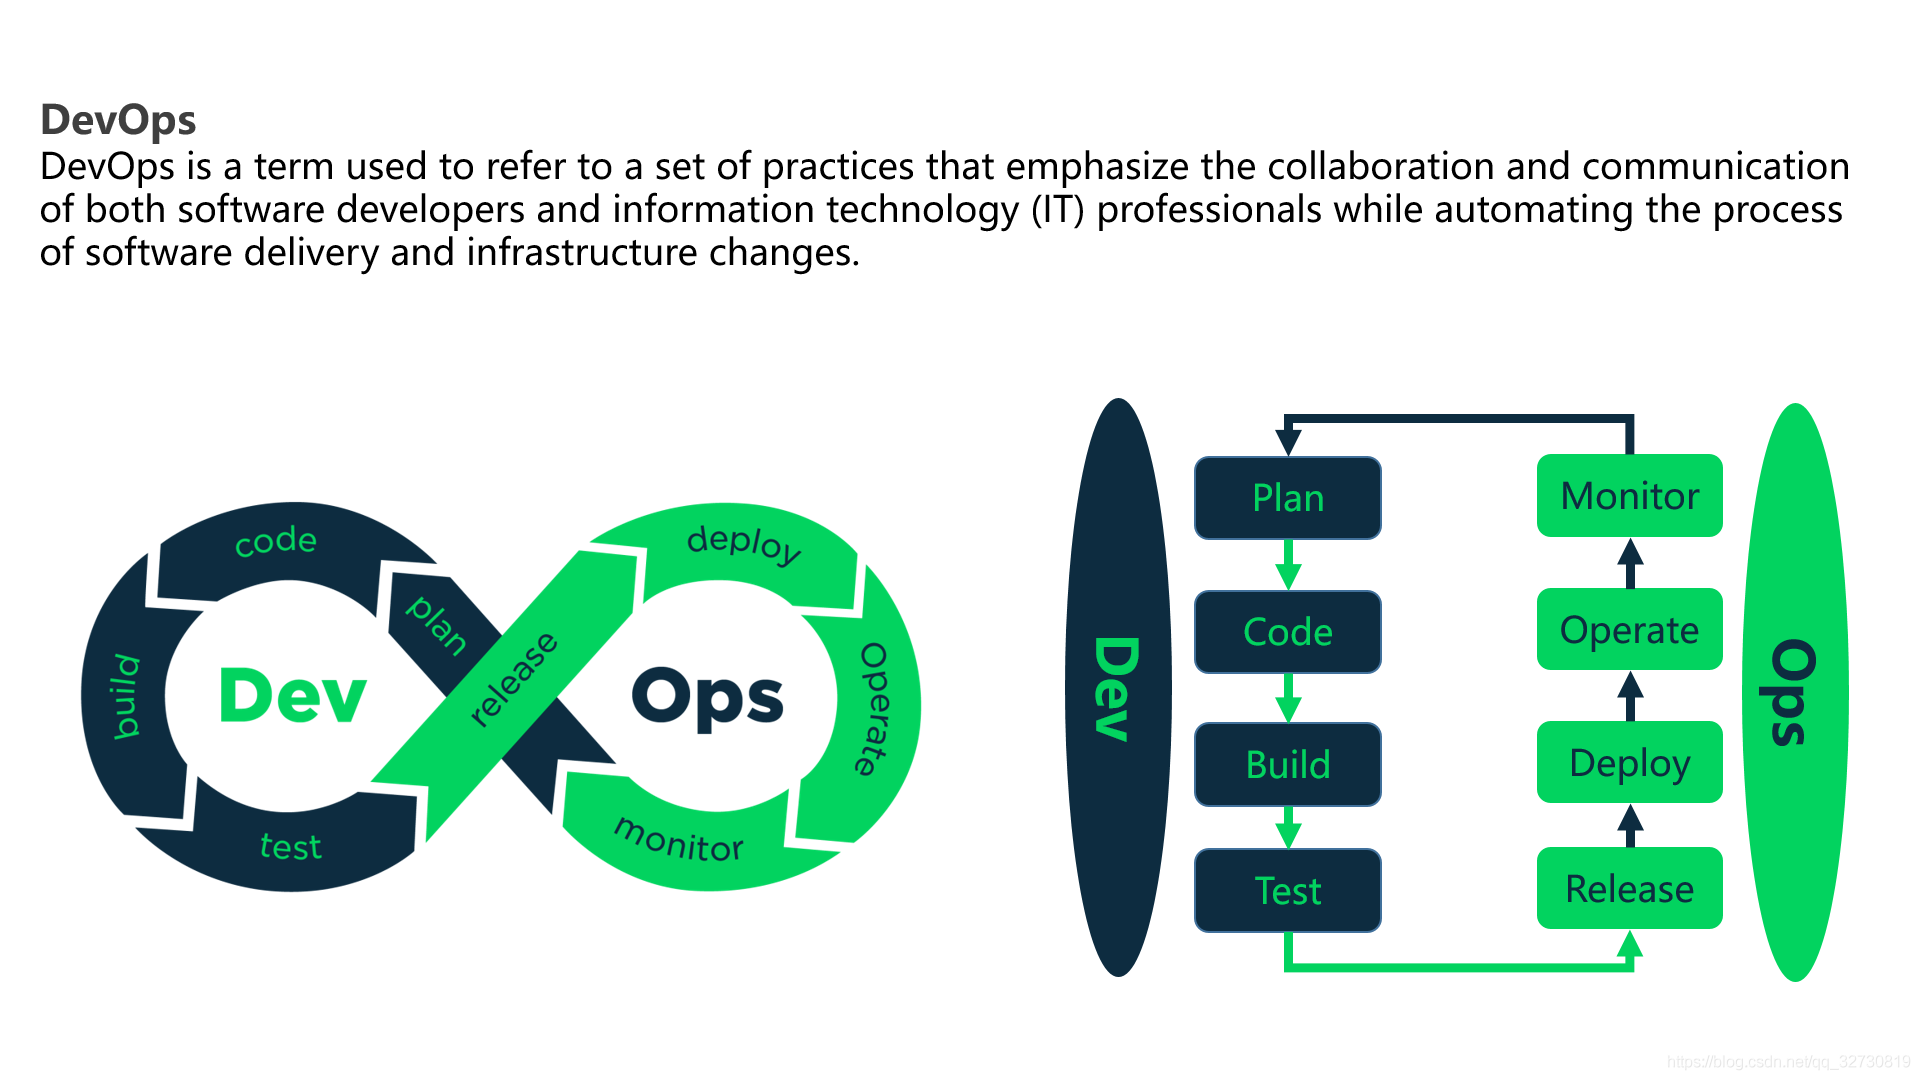 DevOps
DevOps is a term used to refer to a set of practices that emphasize the collaboration and communication
of both software developers and information technology (IT) professionals while automating the process
of software delivery and infrastructure changes.
code
plan
build
test
Dev
release
deploy
Operate
monitor
Ops
Dev
Plan
Code
Build
Test
Monitor
Operate
Deploy
Release
Ops
https://blog.csdn.net/qq_32730819